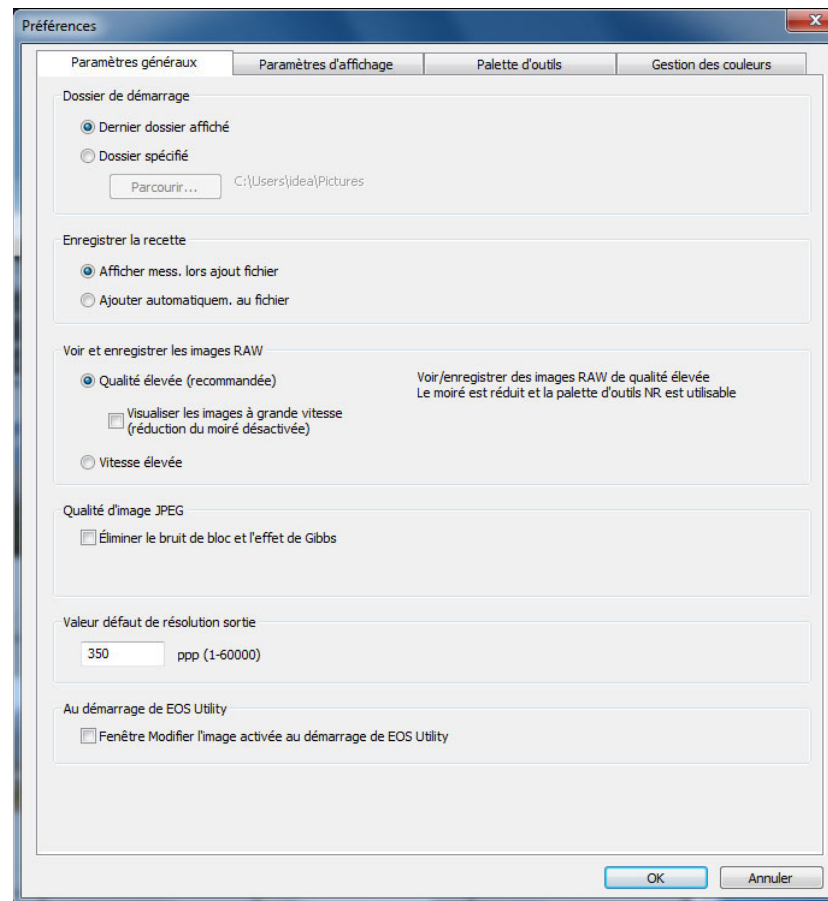 Préférences
Paramètres généraux
Paramètres d'affichage
Palette d'outils
Gestion des couleurs
Dossier de démarrage
Dernier dossier affiché
Dossier spécifié
Parcourir...
C:\Users\idea\Pictures
Enregistrer la recette
Afficher mess. lors ajout fichier
Ajouter automatiquem. au fichier
Voir et enregistrer les images RAW
Qualité élevée (recommandée)
Voir/enregistrer des images RAW de qualité élevée
Le moiré est réduit et la palette d'outils NR est utilisable
Visualiser les images à grande vitesse
(réduction du moiré désactivée)
Vitesse élevée
Qualité d'image JPEG
Éliminer le bruit de bloc et l'effet de Gibbs
Valeur défaut de résolution sortie
350 ppp (1-60000)
Au démarrage de EOS Utility
Fenêtre Modifier l'image activée au démarrage de EOS Utility
OK
Annuler